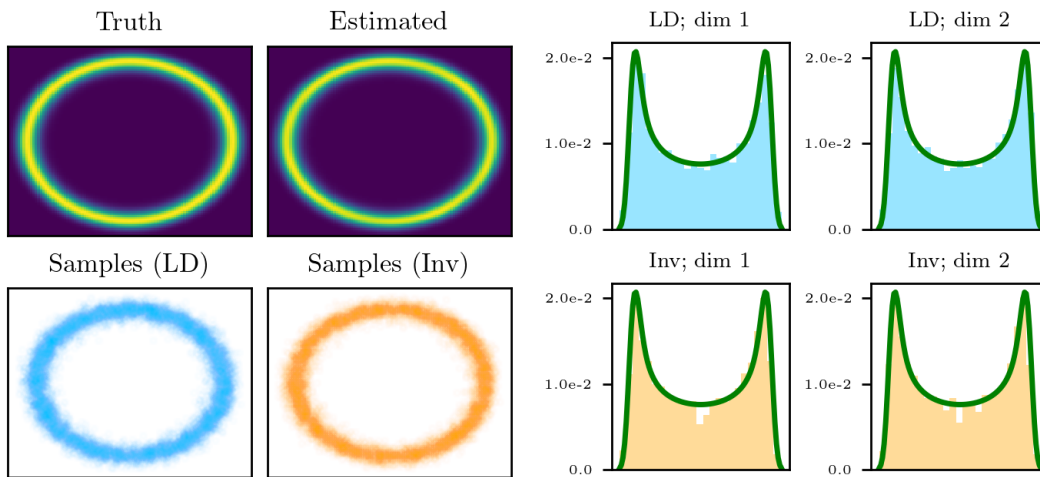 Truth
Estimated
LD; dim 1
LD; dim 2
2.0e-2
1.0e-2
0.0
2.0e-2
1.0e-2
0.0
Samples (LD)
Samples (Inv)
Inv; dim 1
Inv; dim 2
2.0e-2
1.0e-2
0.0
2.0e-2
1.0e-2
0.0